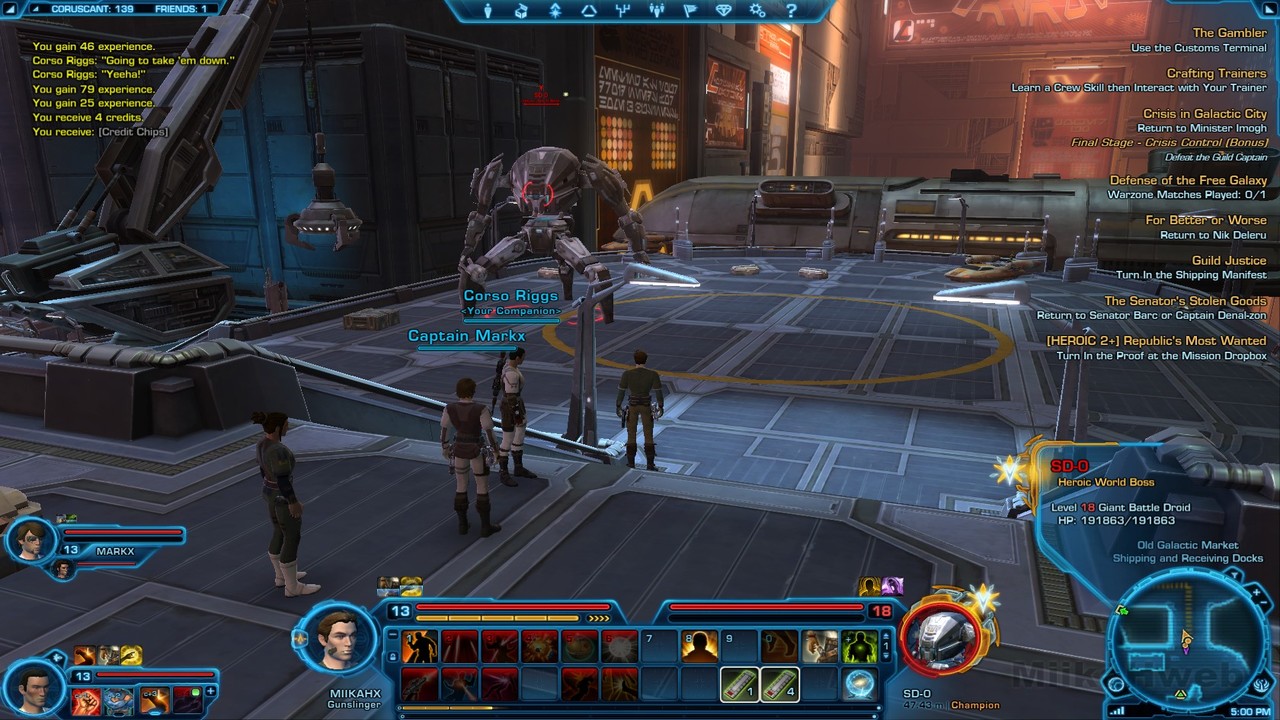 CORUSCANT: 139 FRIENDS: 1
You gain 46 experience.
Corso Riggs: "Going to take 'em down."
Corso Riggs: "Yeeha!"
You gain 79 experience.
You gain 25 experience.
You receive 4 credits.
You receive: [Credit Chips]
SD-0
The Gambler
Use the Customs Terminal
Crafting Trainers
Learn a Crew Skill then Interact with Your Trainer
Crisis in Galactic City
Return to Minister Imogh
Final Stage - Crisis Control (Bonus)
Defeat the Guild Captain
Defense of the Free Galaxy
Warzone Matches Played: 0/1
For Better or Worse
Return to Nik Deleru
Guild Justice
Turn In the Shipping Manifest
The Senator's Stolen Goods
Return to Senator Barc or Captain Denal-zon
[HEROIC 2+] Republic's Most Wanted
Turn In the Proof at the Mission Dropbox
Corso Riggs
<Your Companion>
Captain Markx
SD-0
Heroic World Boss
Level 18 Giant Battle Droid
HP: 191863/191863
Old Galactic Market
Shipping and Receiving Docks
13 MARKX
13
13
18
7 8 9
1
1 4
MIIKAHX
Gunslinger
SD-0
47.43 m Champion
5:00 PM